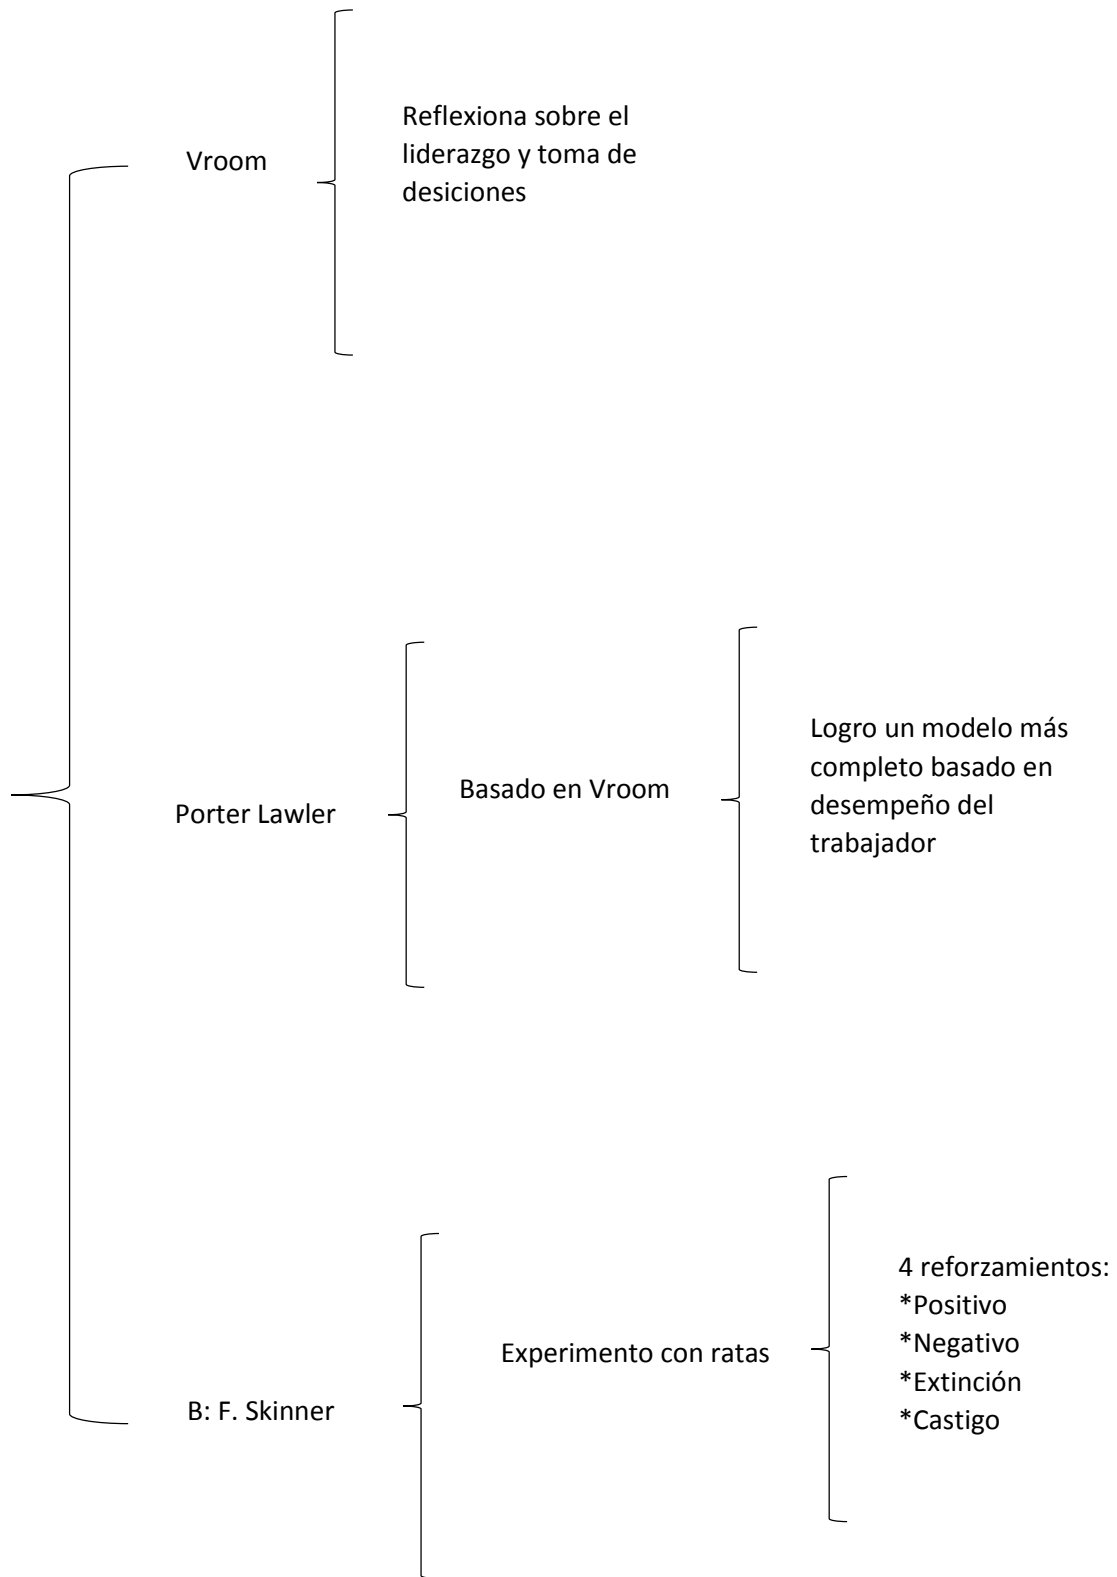 Vroom
Reflexiona sobre el
liderazgo y toma de
desiciones
Porter Lawler
Basado en Vroom
Logro un modelo más
completo basado en
desempeño del
trabajador
B: F. Skinner
Experimento con ratas
4 reforzamientos:
*Positivo
*Negativo
*Extinción
*Castigo